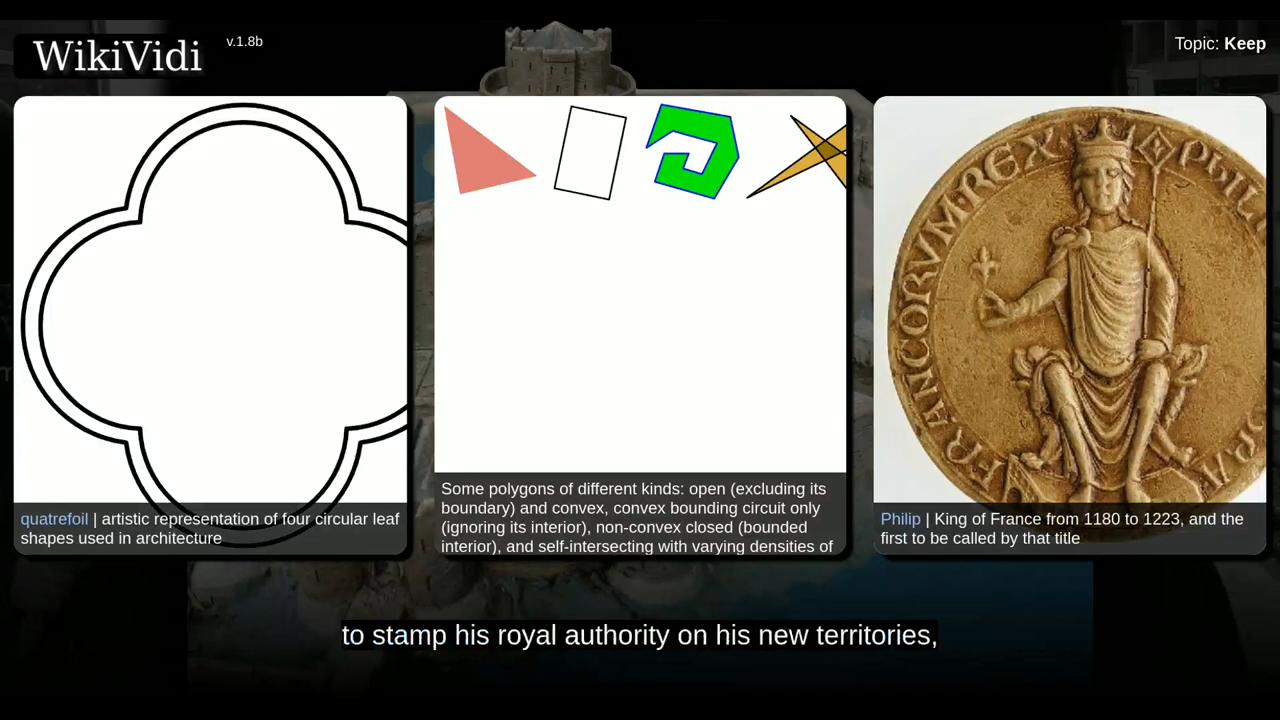 WikiVidi
v.1.8b
Topic: Keep
quatrefoil | artistic representation of four circular leaf
shapes used in architecture
Some polygons of different kinds: open (excluding its
boundary) and convex, convex bounding circuit only
(ignoring its interior), non-convex closed (bounded
interior), and self-intersecting with varying densities of
FRANCORVM·REX
PHIL
Philip | King of France from 1180 to 1223, and the
first to be called by that title
to stamp his royal authority on his new territories,